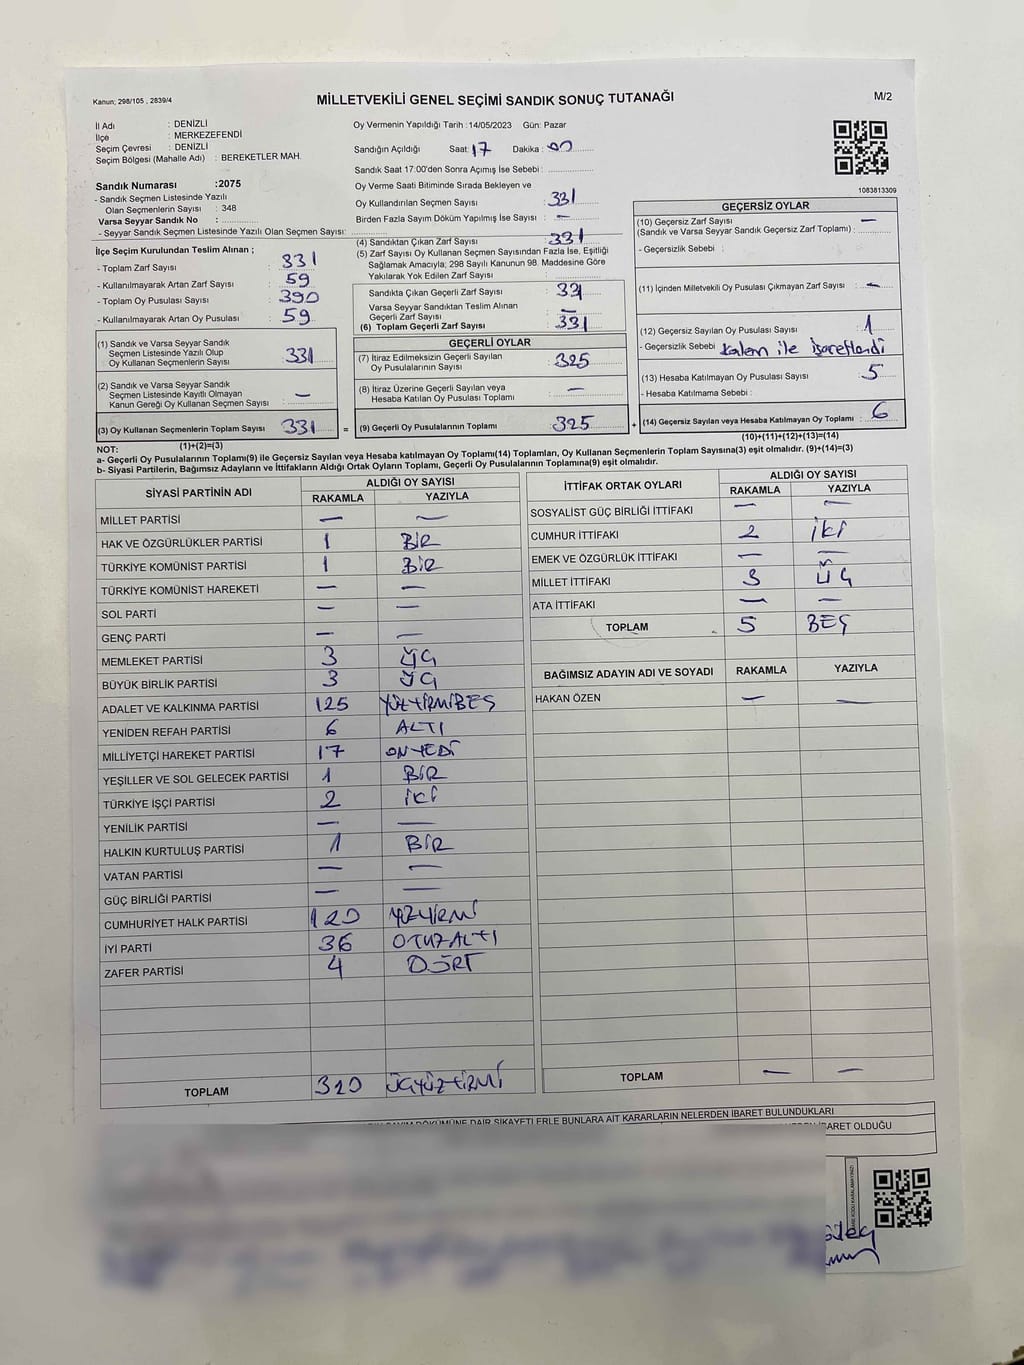 Kanun; 298/105 , 2839/4
MİLLETVEKİLİ GENEL SEÇİMİ SANDIK SONUÇ TUTANAĞI
M/2
İl Adı : DENİZLİ
İlçe : MERKEZEFENDİ
Seçim Çevresi : DENİZLİ
Seçim Bölgesi (Mahalle Adı) : BEREKETLER MAH.
Sandık Numarası :2075
- Sandık Seçmen Listesinde Yazılı
Olan Seçmenlerin Sayısı : 348
Varsa Seyyar Sandık No :
- Seyyar Sandık Seçmen Listesinde Yazılı Olan Seçmen Sayısı:
Oy Vermenin Yapıldığı Tarih :14/05/2023 Gün: Pazar
Sandığın Açıldığı Saat: 17 Dakika : 00
Sandık Saat 17:00'den Sonra Açımış İse Sebebi :
Oy Verme Saati Bitiminde Sırada Bekleyen ve
Oy Kullandırılan Seçmen Sayısı : 331
Birden Fazla Sayım Döküm Yapılmış İse Sayısı : —
1083813309
İlçe Seçim Kurulundan Teslim Alınan ;
- Toplam Zarf Sayısı : 331
- Kullanılmayarak Artan Zarf Sayısı : 59
- Toplam Oy Pusulası Sayısı : 390
- Kullanılmayarak Artan Oy Pusulası : 59
(4) Sandıktan Çıkan Zarf Sayısı : 331
(5) Zarf Sayısı Oy Kullanan Seçmen Sayısından Fazla İse, Eşitliği
Sağlamak Amacıyla; 298 Sayılı Kanunun 98. Maddesine Göre
Yakılarak Yok Edilen Zarf Sayısı :
Sandıkta Çıkan Geçerli Zarf Sayısı : 331
Varsa Seyyar Sandıktan Teslim Alınan
Geçerli Zarf Sayısı : —
(6) Toplam Geçerli Zarf Sayısı : 331
GEÇERSİZ OYLAR
(10) Geçersiz Zarf Sayısı —
(Sandık ve Varsa Seyyar Sandık Geçersiz Zarf Toplamı) :
- Geçersizlik Sebebi :
(11) İçinden Milletvekili Oy Pusulası Çıkmayan Zarf Sayısı : —
(12) Geçersiz Sayılan Oy Pusulası Sayısı : 1
- Geçersizlik Sebebi : Kalem ile işaretlendi
(13) Hesaba Katılmayan Oy Pusulası Sayısı : 5
- Hesaba Katılmama Sebebi :
(14) Geçersiz Sayılan veya Hesaba Katılmayan Oy Toplamı : 6
(10)+(11)+(12)+(13)=(14)
(1) Sandık ve Varsa Seyyar Sandık
Seçmen Listesinde Yazılı Olup
Oy Kullanan Seçmenlerin Sayısı : 331
(2) Sandık ve Varsa Seyyar Sandık
Seçmen Listesinde Kayıtlı Olmayan
Kanun Gereği Oy Kullanan Seçmen Sayısı : —
(3) Oy Kullanan Seçmenlerin Toplam Sayısı : 331 =
(1)+(2)=(3)
GEÇERLİ OYLAR
(7) İtiraz Edilmeksizin Geçerli Sayılan
Oy Pusulalarının Sayısı : 325
(8) İtiraz Üzerine Geçerli Sayılan veya
Hesaba Katılan Oy Pusulası Toplamı : —
(9) Geçerli Oy Pusulalarının Toplamı : 325 +
NOT:
a- Geçerli Oy Pusulalarının Toplamı(9) ile Geçersiz Sayılan veya Hesaba katılmayan Oy Toplamı(14) Toplamları, Oy Kullanan Seçmenlerin Toplam Sayısına(3) eşit olmalıdır. (9)+(14)=(3)
b- Siyasi Partilerin, Bağımsız Adayların ve İttifakların Aldığı Ortak Oyların Toplamı, Geçerli Oy Pusulalarının Toplamına(9) eşit olmalıdır.
SİYASİ PARTİNİN ADI ALDIĞI OY SAYISI
RAKAMLA YAZIYLA
MİLLET PARTİSİ — —
HAK VE ÖZGÜRLÜKLER PARTİSİ 1 BİR
TÜRKİYE KOMÜNİST PARTİSİ 1 BİR
TÜRKİYE KOMÜNİST HAREKETİ — —
SOL PARTİ — —
GENÇ PARTİ — —
MEMLEKET PARTİSİ 3 ÜÇ
BÜYÜK BİRLİK PARTİSİ 3 ÜÇ
ADALET VE KALKINMA PARTİSİ 125 YÜZYİRMİBEŞ
YENİDEN REFAH PARTİSİ 6 ALTI
MİLLİYETÇİ HAREKET PARTİSİ 17 ONYEDİ
YEŞİLLER VE SOL GELECEK PARTİSİ 1 BİR
TÜRKİYE İŞÇİ PARTİSİ 2 İKİ
YENİLİK PARTİSİ — —
HALKIN KURTULUŞ PARTİSİ 1 BİR
VATAN PARTİSİ — —
GÜÇ BİRLİĞİ PARTİSİ — —
CUMHURİYET HALK PARTİSİ 120 YÜZYİRMİ
İYİ PARTİ 36 OTUZALTI
ZAFER PARTİSİ 4 DÖRT
TOPLAM 320 ÜÇYÜZYİRMİ
İTTİFAK ORTAK OYLARI ALDIĞI OY SAYISI
RAKAMLA YAZIYLA
SOSYALİST GÜÇ BİRLİĞİ İTTİFAKI — —
CUMHUR İTTİFAKI 2 İKİ
EMEK VE ÖZGÜRLÜK İTTİFAKI — —
MİLLET İTTİFAKI 3 ÜÇ
ATA İTTİFAKI — —
TOPLAM 5 BEŞ
BAĞIMSIZ ADAYIN ADI VE SOYADI RAKAMLA YAZIYLA
HAKAN ÖZEN — —
TOPLAM — —
DÖKÜMÜNE DAİR ŞİKAYETLERLE BUNLARA AİT KARARLARIN NELERDEN İBARET BULUNDUKLARI
İBARET OLDUĞU